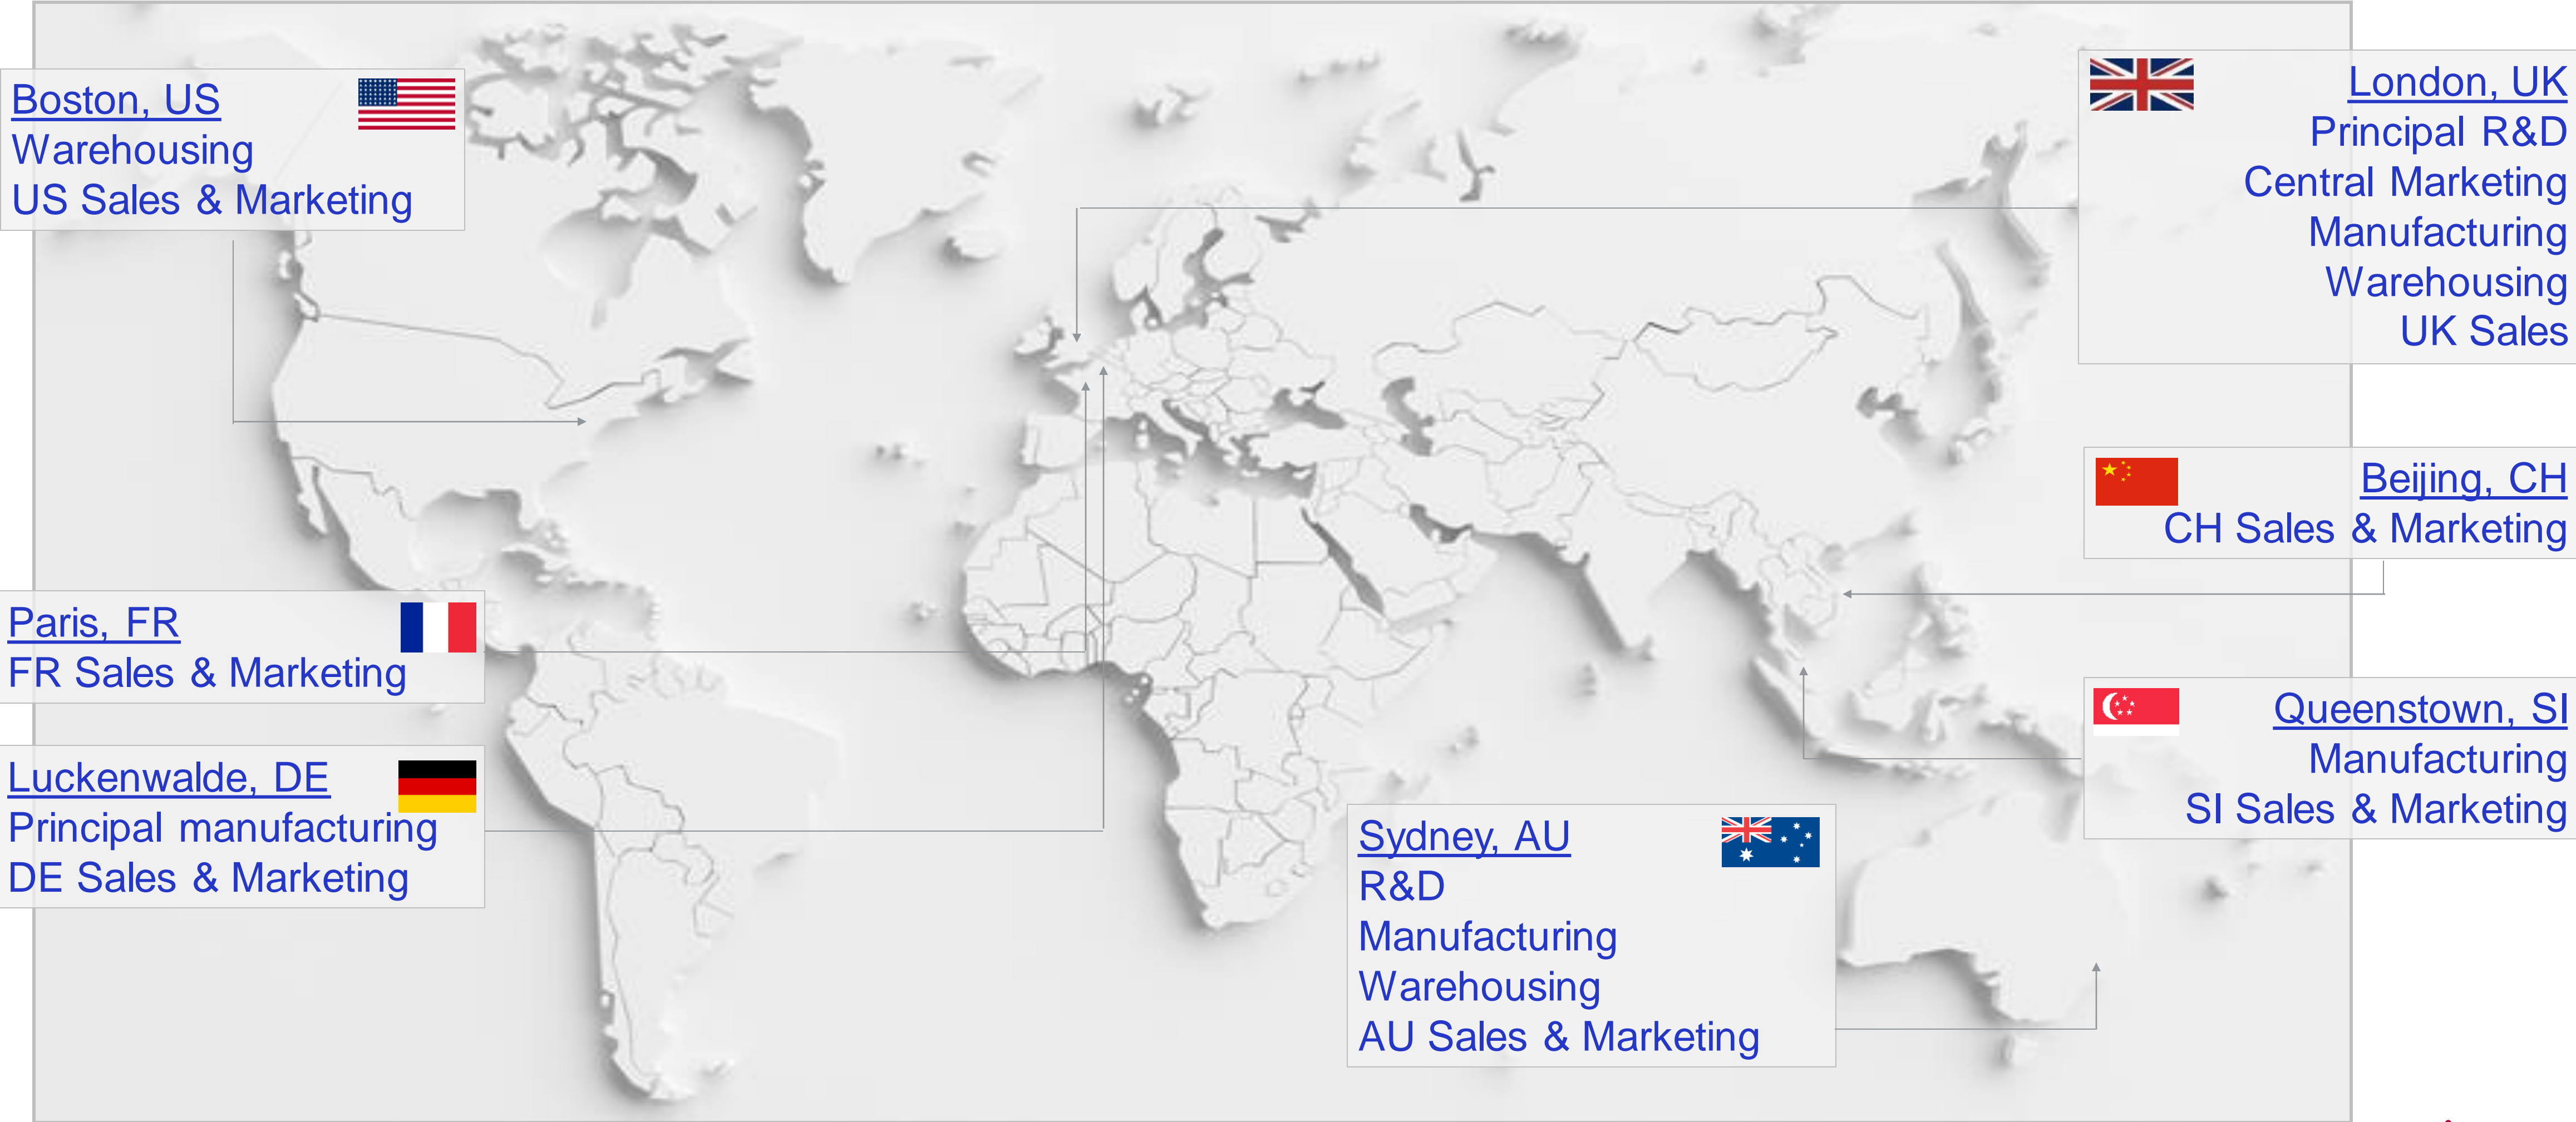 Boston, US
Warehousing
US Sales & Marketing
London, UK
Principal R&D
Central Marketing
Manufacturing
Warehousing
UK Sales
Beijing, CH
CH Sales & Marketing
Paris, FR
FR Sales & Marketing
Queenstown, SI
Manufacturing
SI Sales & Marketing
Luckenwalde, DE
Principal manufacturing
DE Sales & Marketing
Sydney, AU
R&D
Manufacturing
Warehousing
AU Sales & Marketing